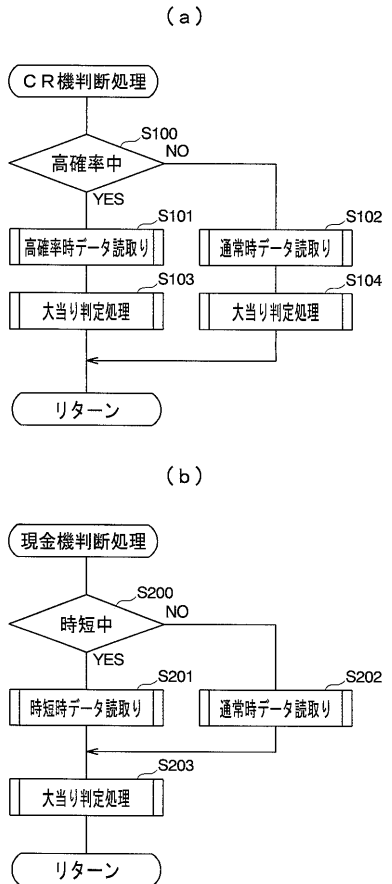 (a)
CR機判断処理
S100
高確率中
NO
YES
S101
高確率時データ読取り
S102
通常時データ読取り
S103
大当り判定処理
S104
大当り判定処理
リターン
(b)
現金機判断処理
S200
時短中
NO
YES
S201
時短時データ読取り
S202
通常時データ読取り
S203
大当り判定処理
リターン